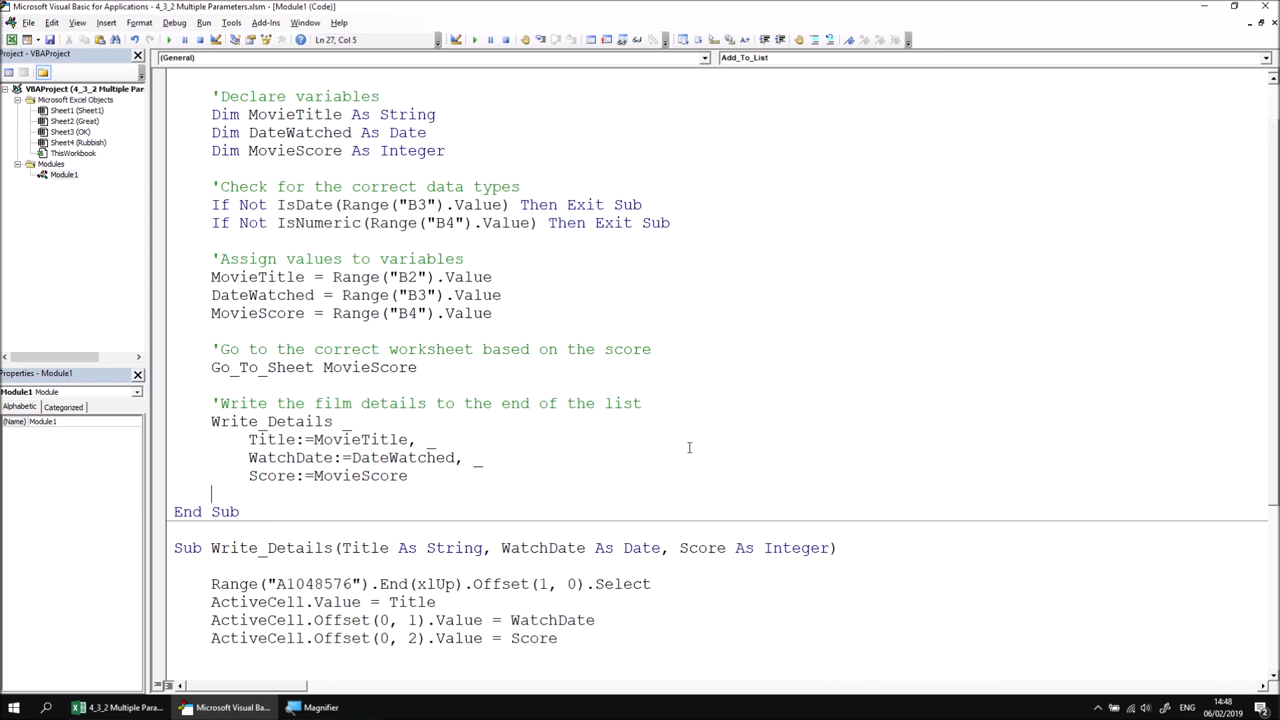 Microsoft Visual Basic for Applications - 4_3_2 Multiple Parameters.xlsm - [Module1 (Code)]
File Edit View Insert Format Debug Run Tools Add-Ins Window Help
Ln 27, Col 5
Project - VBAProject
(General)
Add_To_List
VBAProject (4_3_2 Multiple Par
Microsoft Excel Objects
Sheet1 (Sheet1)
Sheet2 (Great)
Sheet3 (OK)
Sheet4 (Rubbish)
ThisWorkbook
Modules
Module1
Properties - Module1
Module1 Module
Alphabetic Categorized
(Name) Module1
'Declare variables
Dim MovieTitle As String
Dim DateWatched As Date
Dim MovieScore As Integer
'Check for the correct data types
If Not IsDate(Range("B3").Value) Then Exit Sub
If Not IsNumeric(Range("B4").Value) Then Exit Sub
'Assign values to variables
MovieTitle = Range("B2").Value
DateWatched = Range("B3").Value
MovieScore = Range("B4").Value
'Go to the correct worksheet based on the score
Go_To_Sheet MovieScore
'Write the film details to the end of the list
Write_Details _
Title:=MovieTitle, _
WatchDate:=DateWatched, _
Score:=MovieScore
End Sub
Sub Write_Details(Title As String, WatchDate As Date, Score As Integer)
Range("A1048576").End(xlUp).Offset(1, 0).Select
ActiveCell.Value = Title
ActiveCell.Offset(0, 1).Value = WatchDate
ActiveCell.Offset(0, 2).Value = Score
4_3_2 Multiple Para...
Microsoft Visual Ba...
Magnifier
ENG
14:48
06/02/2019
2